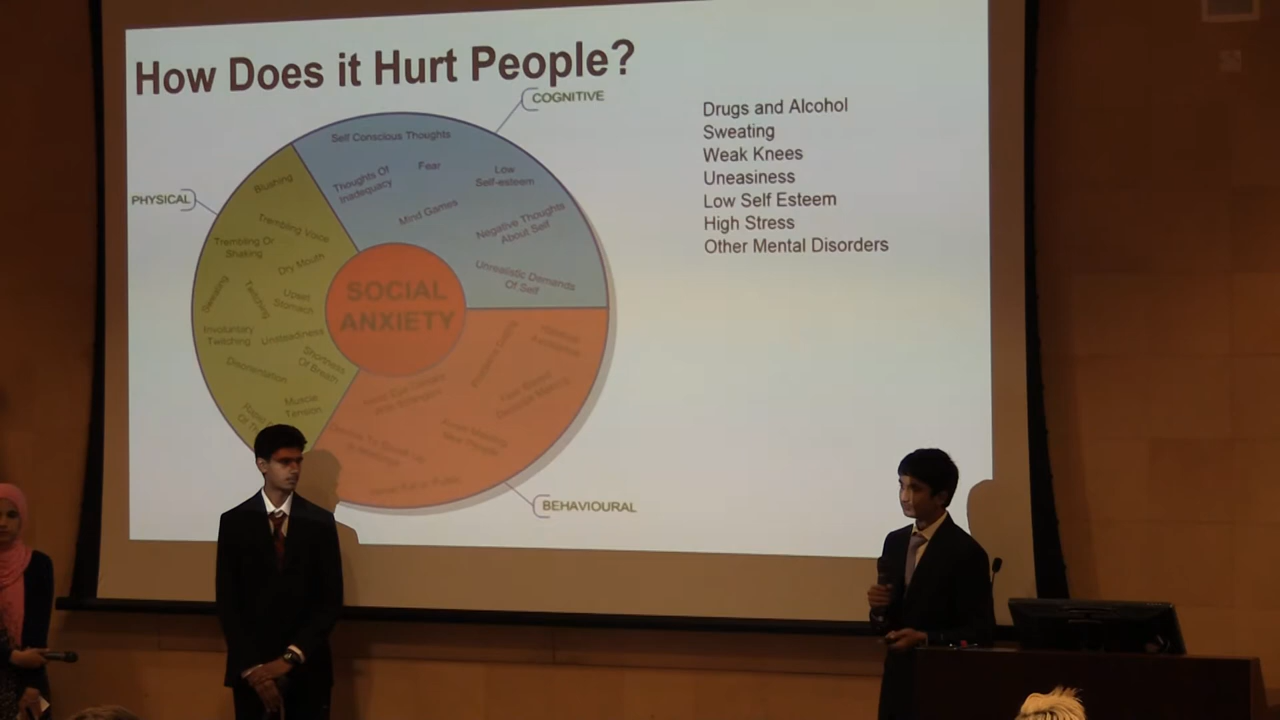 How Does it Hurt People?
COGNITIVE
Self Conscious Thoughts
Thoughts Of
Inadequacy
Fear
Low
Self-esteem
Mind Games
Negative Thoughts
About Self
Unrealistic Demands
Of Self
PHYSICAL
Blushing
Trembling Voice
Trembling Or
Shaking
Dry Mouth
Sweating
Twitching
Upset
Stomach
Involuntary
Twitching
Unsteadiness
Shortness
Of Breath
Disorientation
Muscle
Tension
SOCIAL
ANXIETY
BEHAVIOURAL
Drugs and Alcohol
Sweating
Weak Knees
Uneasiness
Low Self Esteem
High Stress
Other Mental Disorders